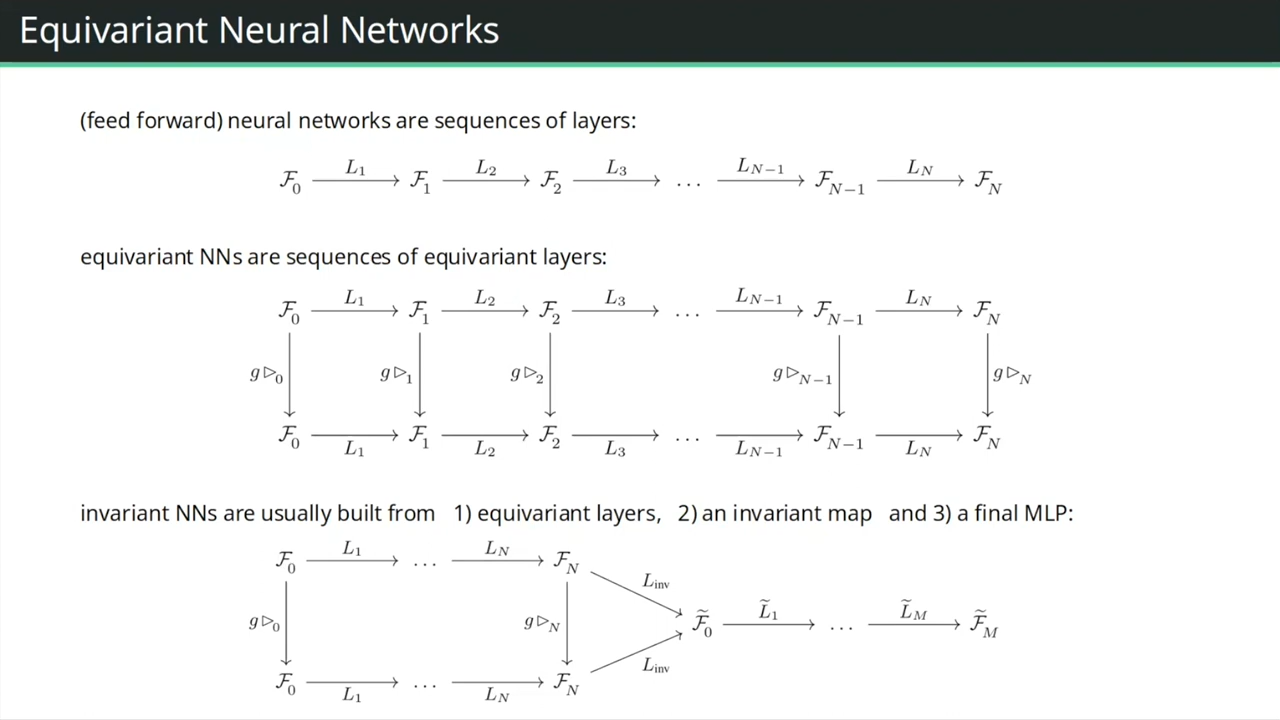 Equivariant Neural Networks
(feed forward) neural networks are sequences of layers:
L₁ L₂ L₃ L_{N−1} L_N
ℱ₀ ℱ₁ ℱ₂ … ℱ_{N−1} ℱ_N
equivariant NNs are sequences of equivariant layers:
L₁ L₂ L₃ L_{N−1} L_N
ℱ₀ ℱ₁ ℱ₂ … ℱ_{N−1} ℱ_N
g▷₀ g▷₁ g▷₂ g▷_{N−1} g▷_N
ℱ₀ ℱ₁ ℱ₂ … ℱ_{N−1} ℱ_N
L₁ L₂ L₃ L_{N−1} L_N
invariant NNs are usually built from 1) equivariant layers, 2) an invariant map and 3) a final MLP:
L₁ L_N
ℱ₀ … ℱ_N
L_inv
g▷₀ g▷_N
L̃₁ L̃_M
ℱ̃₀ … ℱ̃_M
L_inv
ℱ₀ … ℱ_N
L₁ L_N